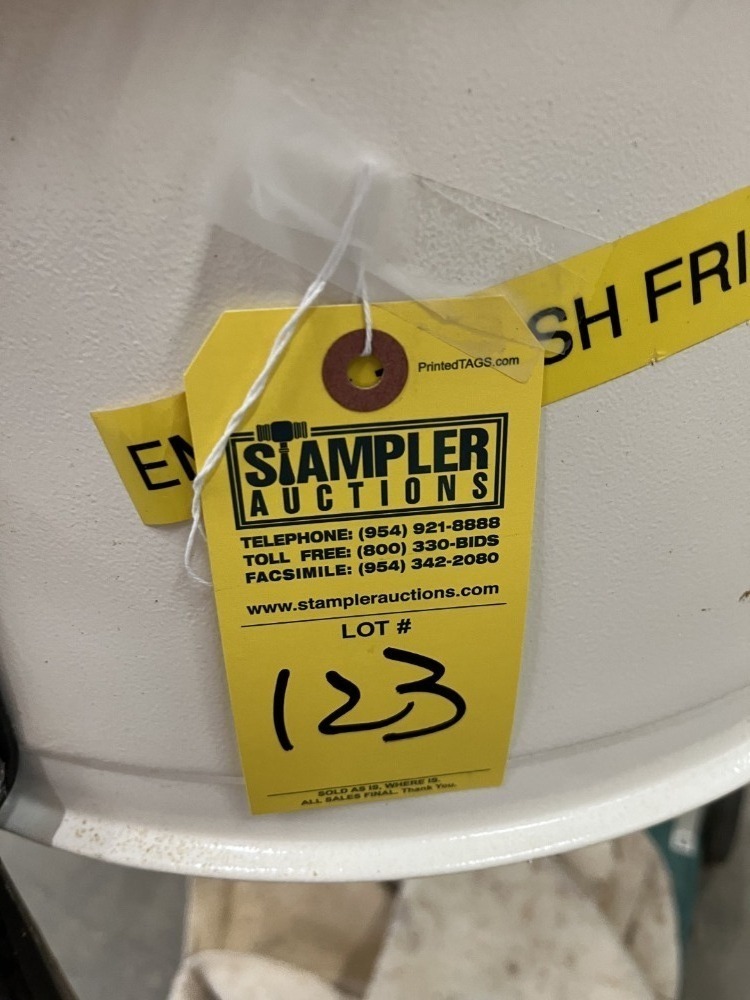 PrintedTAGS.com
SH FRI
EM
STAMPLER
AUCTIONS
TELEPHONE: (954) 921-8888
TOLL FREE: (800) 330-BIDS
FACSIMILE: (954) 342-2080
www.stamplerauctions.com
LOT #
123
SOLD AS IS, WHERE IS.
ALL SALES FINAL. Thank You.